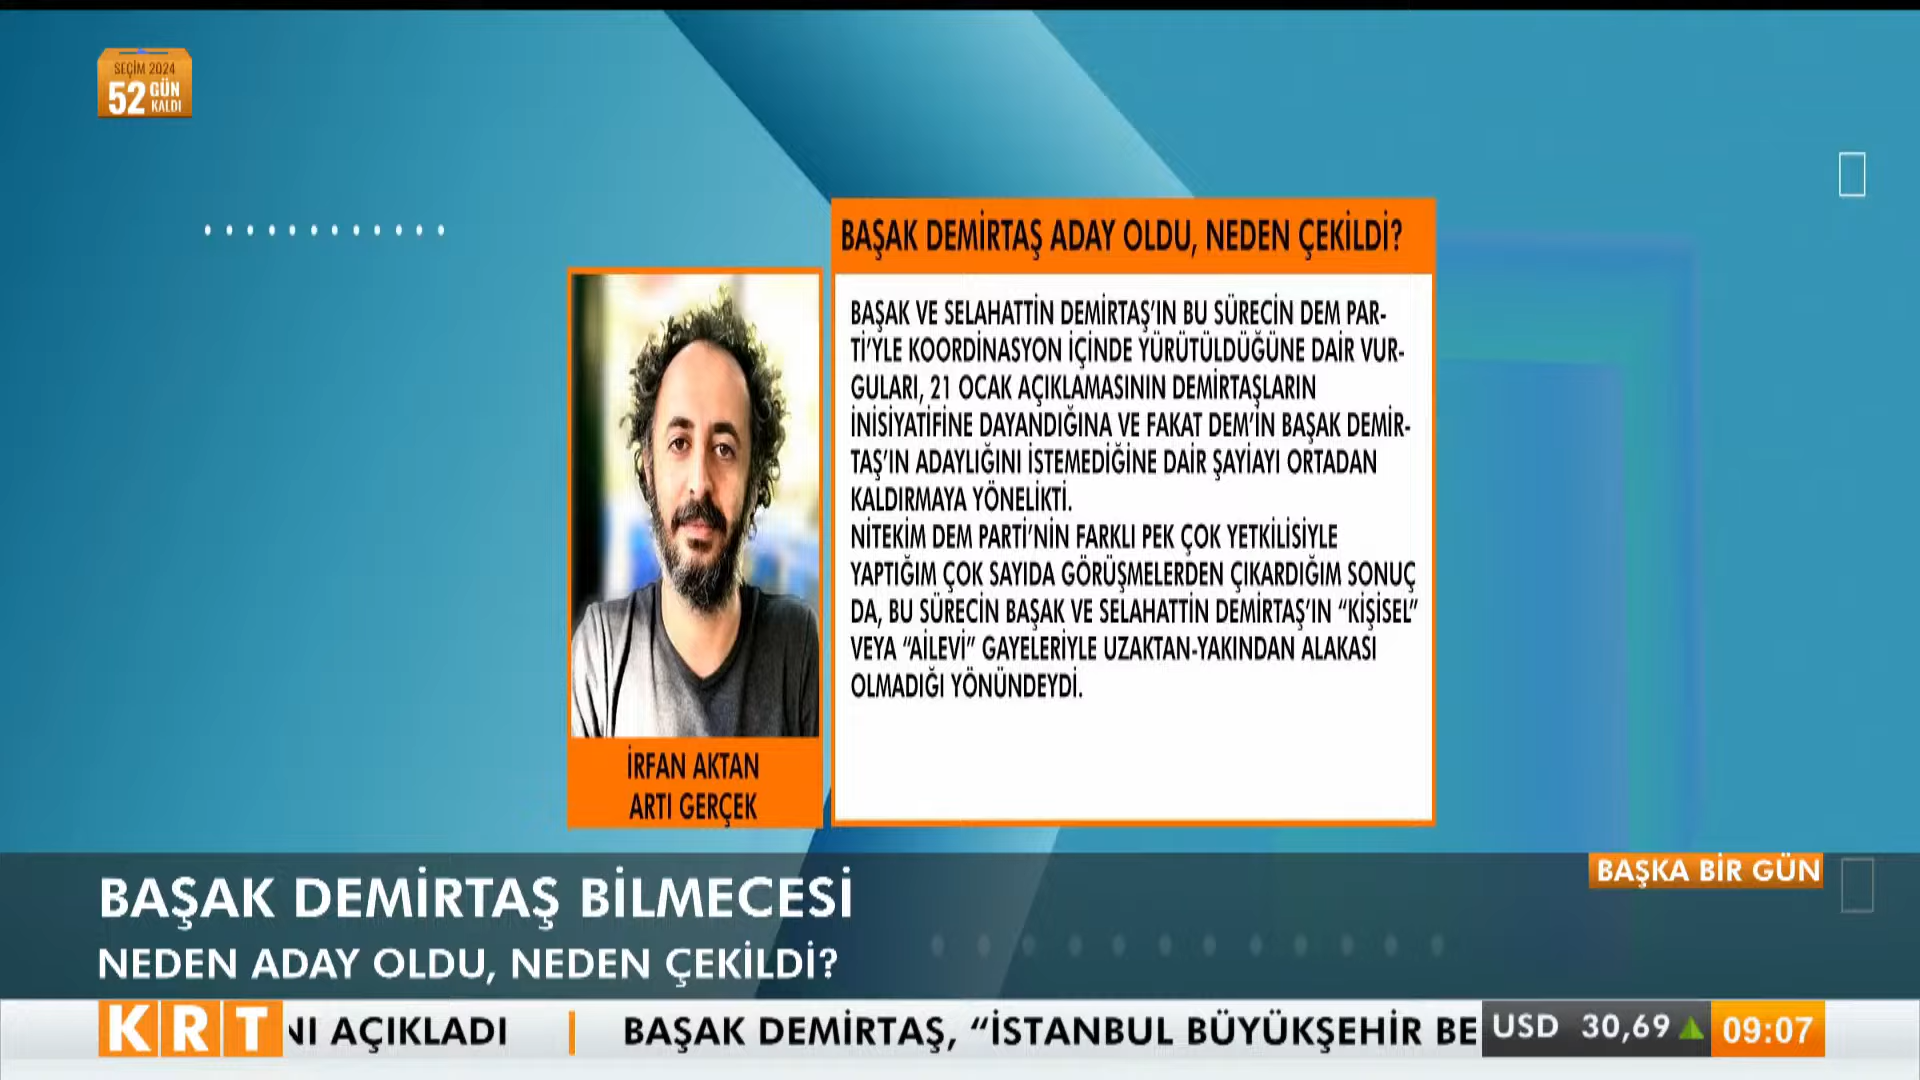 SEÇİM 2024
52 GÜN
KALDI
BAŞAK DEMİRTAŞ ADAY OLDU, NEDEN ÇEKİLDİ?
BAŞAK VE SELAHATTİN DEMİRTAŞ'IN BU SÜRECİN DEM PAR-
Tİ'YLE KOORDİNASYON İÇİNDE YÜRÜTÜLDÜĞÜNE DAİR VUR-
GULARI, 21 OCAK AÇIKLAMASININ DEMİRTAŞLARIN
İNİSİYATİFİNE DAYANDIĞINA VE FAKAT DEM'İN BAŞAK DEMİR-
TAŞ'IN ADAYLIĞINI İSTEMEDİĞİNE DAİR ŞAYİAYI ORTADAN
KALDIRMAYA YÖNELİKTİ.
NİTEKİM DEM PARTİ'NİN FARKLI PEK ÇOK YETKİLİSİYLE
YAPTIĞIM ÇOK SAYIDA GÖRÜŞMELERDEN ÇIKARDIĞIM SONUÇ
DA, BU SÜRECİN BAŞAK VE SELAHATTİN DEMİRTAŞ'IN “KİŞİSEL”
VEYA “AİLEVİ” GAYELERİYLE UZAKTAN-YAKINDAN ALAKASI
OLMADIĞI YÖNÜNDEYDİ.
İRFAN AKTAN
ARTI GERÇEK
BAŞKA BİR GÜN
BAŞAK DEMİRTAŞ BİLMECESİ
NEDEN ADAY OLDU, NEDEN ÇEKİLDİ?
KRT NI AÇIKLADI | BAŞAK DEMİRTAŞ, “İSTANBUL BÜYÜKŞEHİR BE USD 30,69 09:07